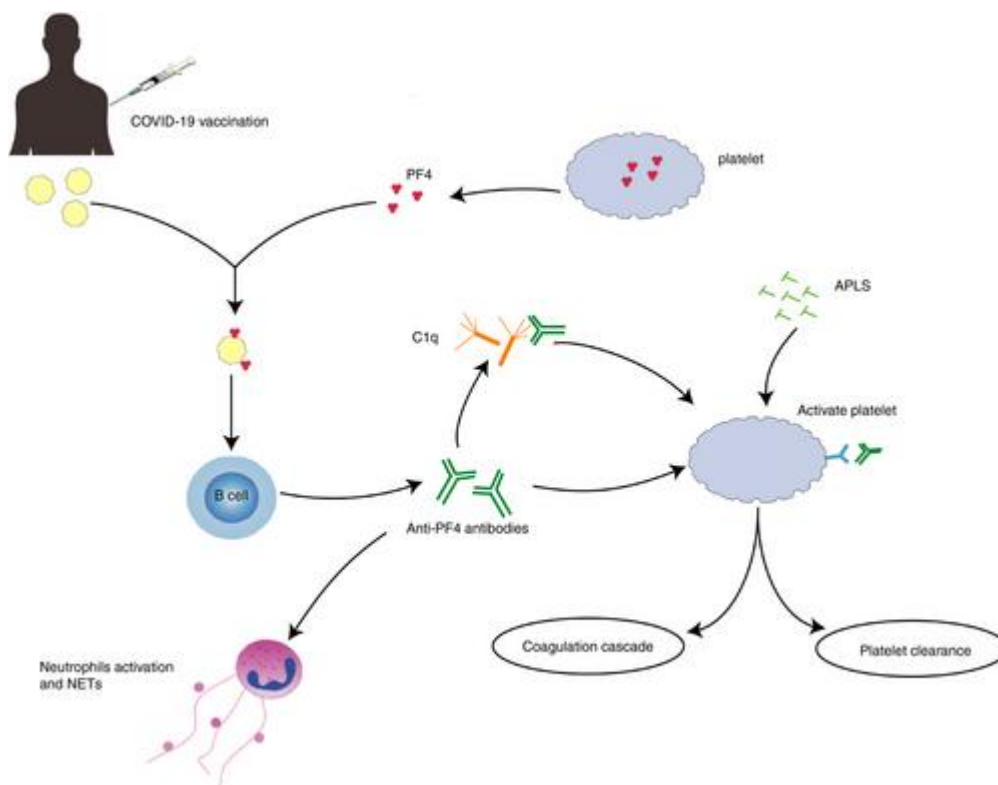 COVID-19 vaccination
PF4
platelet
C1q
APLS
Activate platelet
B cell
Anti-PF4 antibodies
Coagulation cascade
Platelet clearance
Neutrophils activation
and NETs